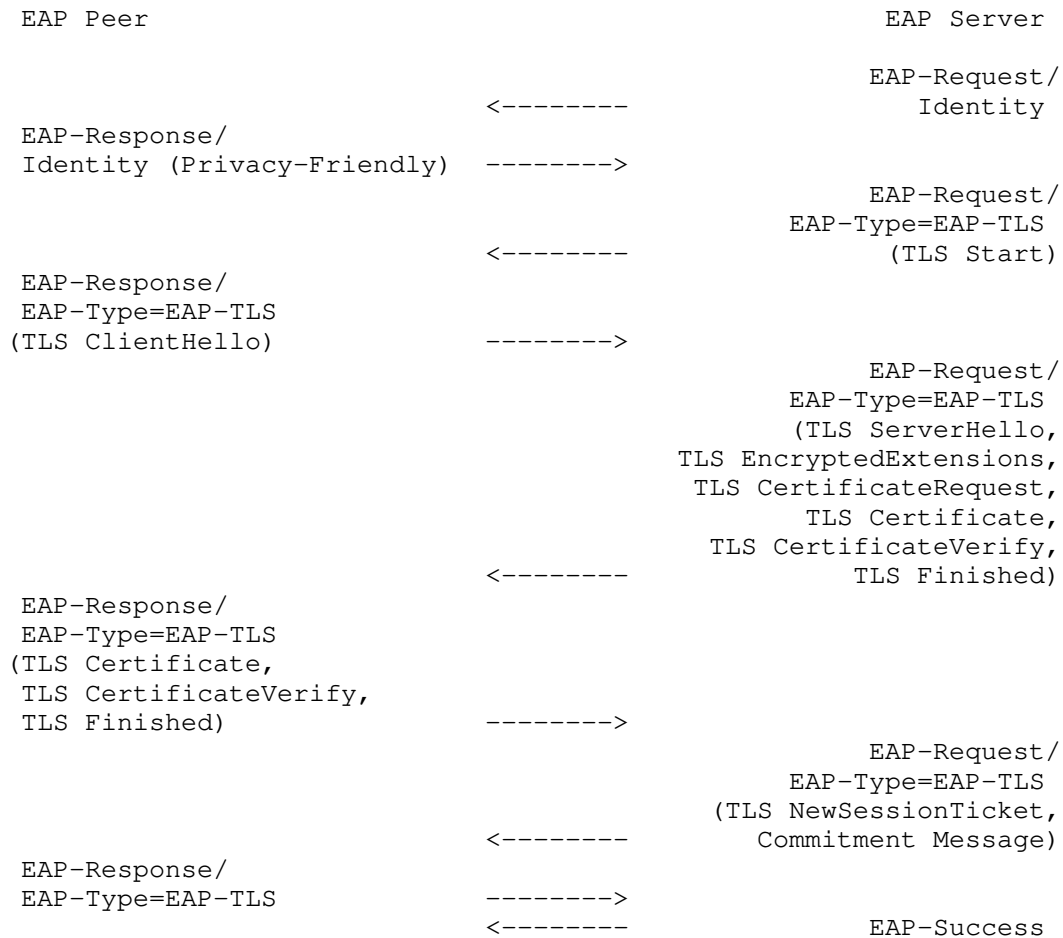 EAP Peer                                              EAP Server

                                                    EAP-Request/
                             <--------                  Identity
EAP-Response/
Identity (Privacy-Friendly)  -------->
                                                    EAP-Request/
                                                EAP-Type=EAP-TLS
                             <--------               (TLS Start)
EAP-Response/
EAP-Type=EAP-TLS
(TLS ClientHello)            -------->
                                                    EAP-Request/
                                                EAP-Type=EAP-TLS
                                               (TLS ServerHello,
                                        TLS EncryptedExtensions,
                                         TLS CertificateRequest,
                                                TLS Certificate,
                                          TLS CertificateVerify,
                             <--------             TLS Finished)
EAP-Response/
EAP-Type=EAP-TLS
(TLS Certificate,
TLS CertificateVerify,
TLS Finished)                -------->
                                                    EAP-Request/
                                                EAP-Type=EAP-TLS
                                          (TLS NewSessionTicket,
                             <--------       Commitment Message)
EAP-Response/
EAP-Type=EAP-TLS             -------->
                             <--------               EAP-Success